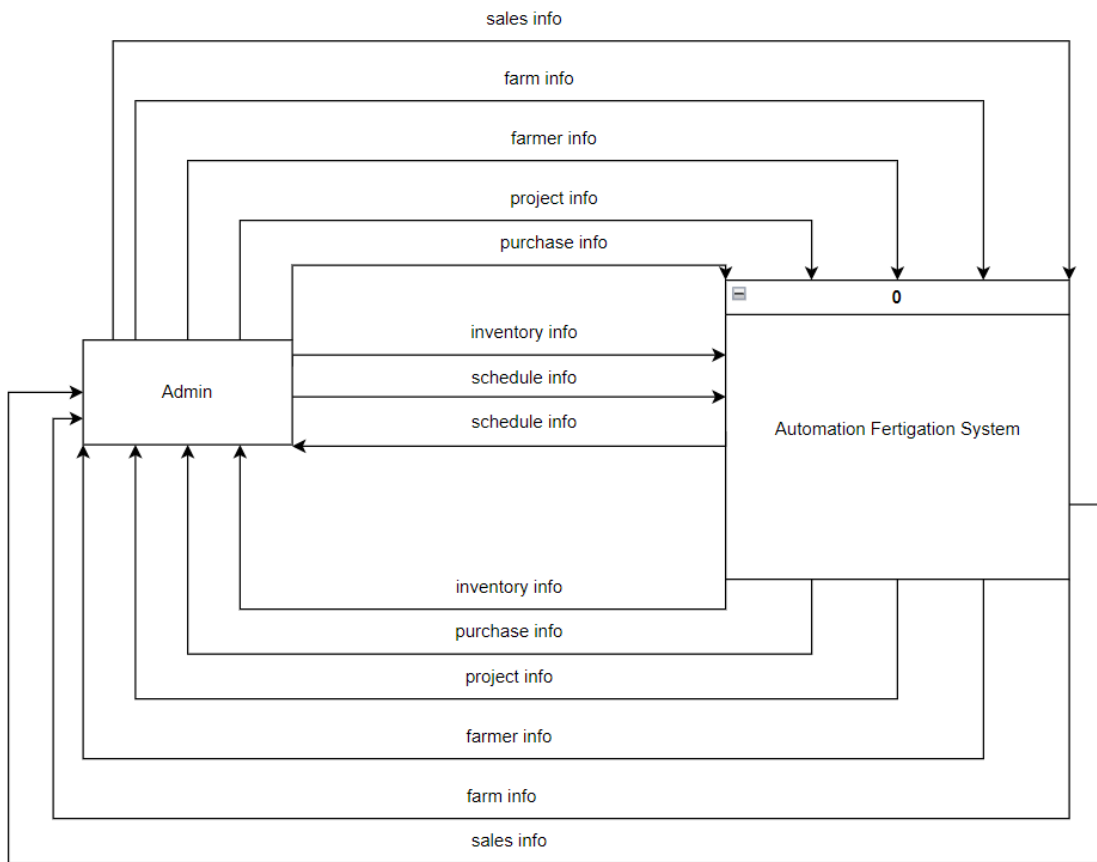 sales info
farm info
farmer info
project info
purchase info
0
inventory info
schedule info
Admin
schedule info
Automation Fertigation System
inventory info
purchase info
project info
farmer info
farm info
sales info